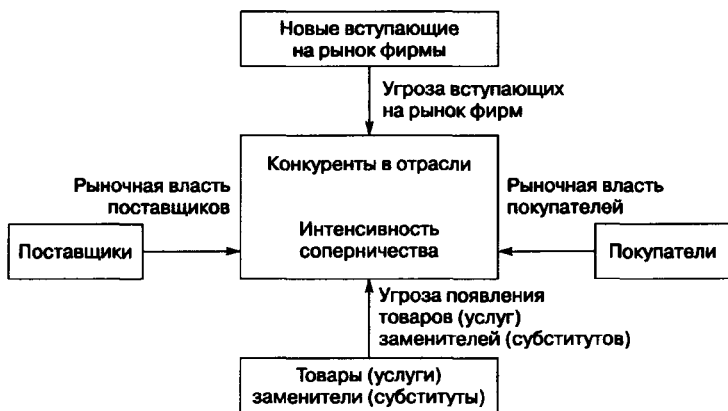 Новые вступающие
на рынок фирмы
Угроза вступающих
на рынок фирм
Конкуренты в отрасли
Рыночная власть
поставщиков
Рыночная власть
покупателей
Интенсивность
соперничества
Поставщики
Покупатели
Угроза появления
товаров (услуг)
заменителей (субститутов)
Товары (услуги)
заменители (субституты)